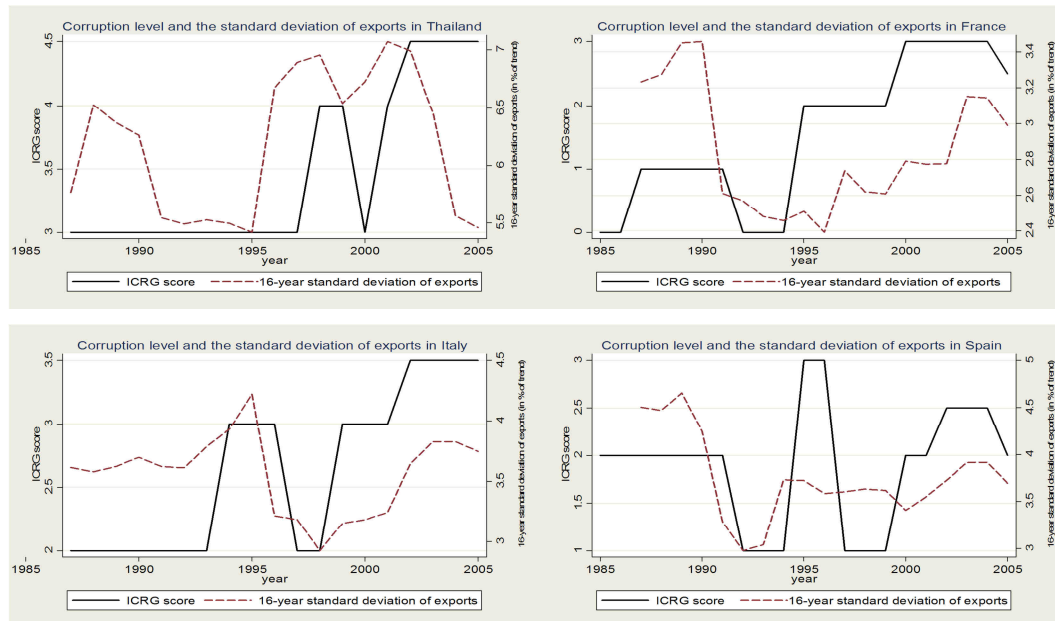 Corruption level and the standard deviation of exports in Thailand
ICRG score
3 3.5 4 4.5
5.5 6 6.5 7
16-year standard deviation of exports (in % of trend)
1985 1990 1995 2000 2005
year
ICRG score 16-year standard deviation of exports
Corruption level and the standard deviation of exports in France
ICRG score
0 1 2 3
2.4 2.6 2.8 3 3.2 3.4
16-year standard deviation of exports (in % of trend)
1985 1990 1995 2000 2005
year
ICRG score 16-year standard deviation of exports
Corruption level and the standard deviation of exports in Italy
ICRG score
2 2.5 3 3.5
3 3.5 4 4.5
16-year standard deviation of exports (in % of trend)
1985 1990 1995 2000 2005
year
ICRG score 16-year standard deviation of exports
Corruption level and the standard deviation of exports in Spain
ICRG score
1 1.5 2 2.5 3
3 3.5 4 4.5 5
16-year standard deviation of exports (in % of trend)
1985 1990 1995 2000 2005
year
ICRG score 16-year standard deviation of exports